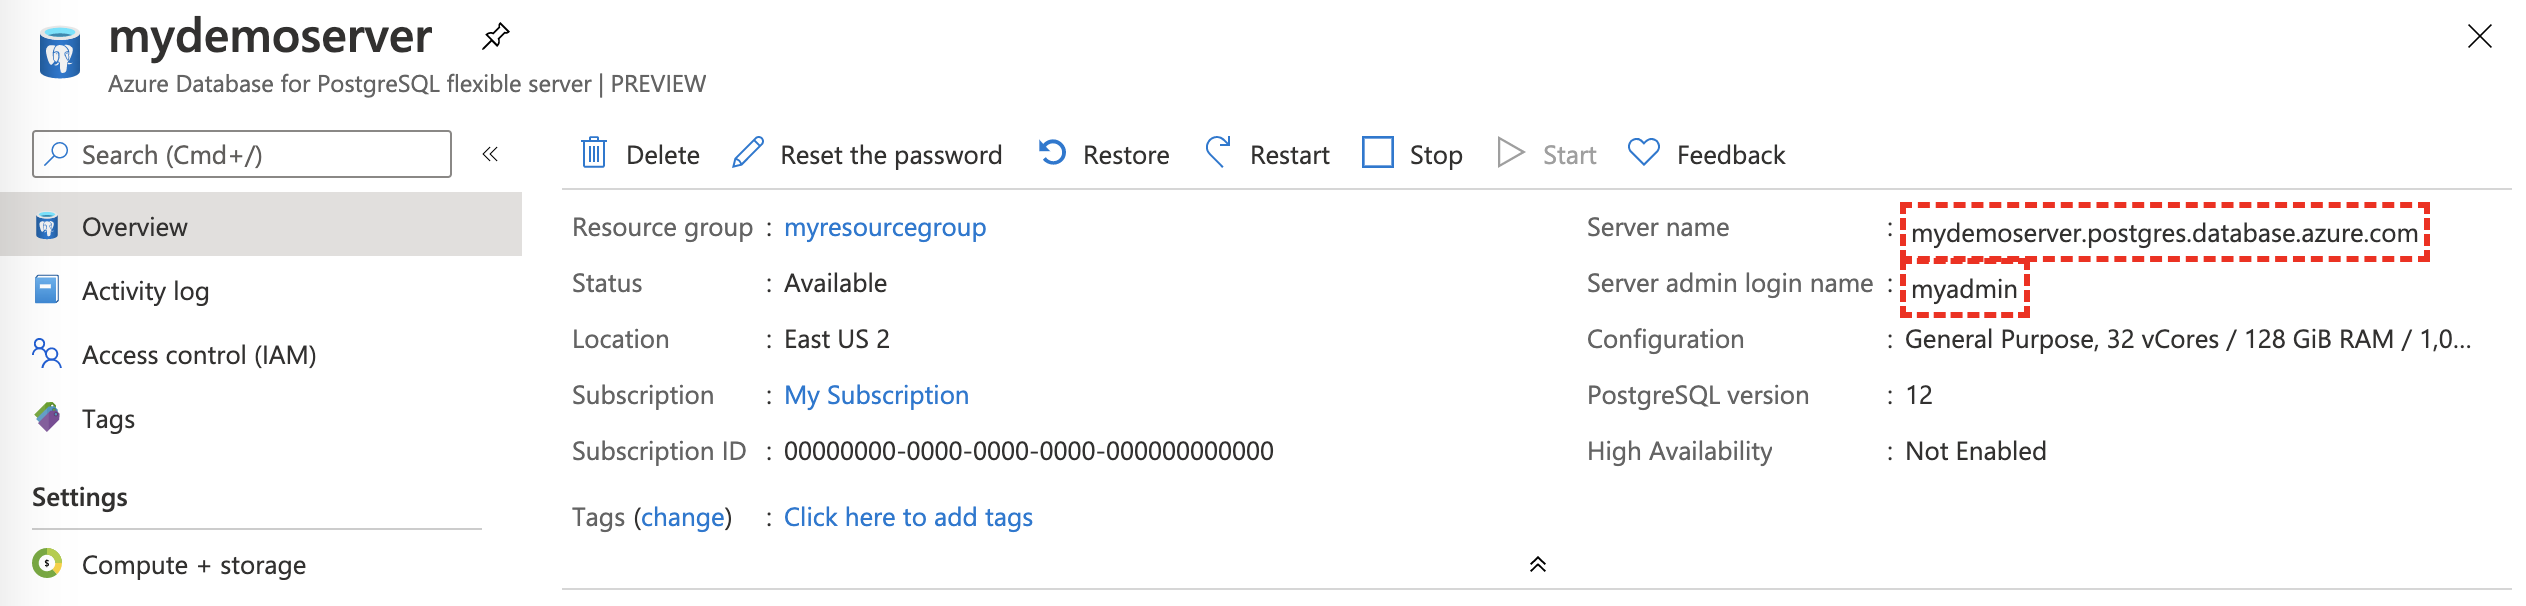 mydemoserver
Azure Database for PostgreSQL flexible server | PREVIEW
Search (Cmd+/)
Overview
Activity log
Access control (IAM)
Tags
Settings
Compute + storage
Delete
Reset the password
Restore
Restart
Stop
Start
Feedback
Resource group : myresourcegroup
Status : Available
Location : East US 2
Subscription : My Subscription
Subscription ID : 00000000-0000-0000-0000-000000000000
Tags (change) : Click here to add tags
Server name : mydemoserver.postgres.database.azure.com
Server admin login name : myadmin
Configuration : General Purpose, 32 vCores / 128 GiB RAM / 1,0...
PostgreSQL version : 12
High Availability : Not Enabled